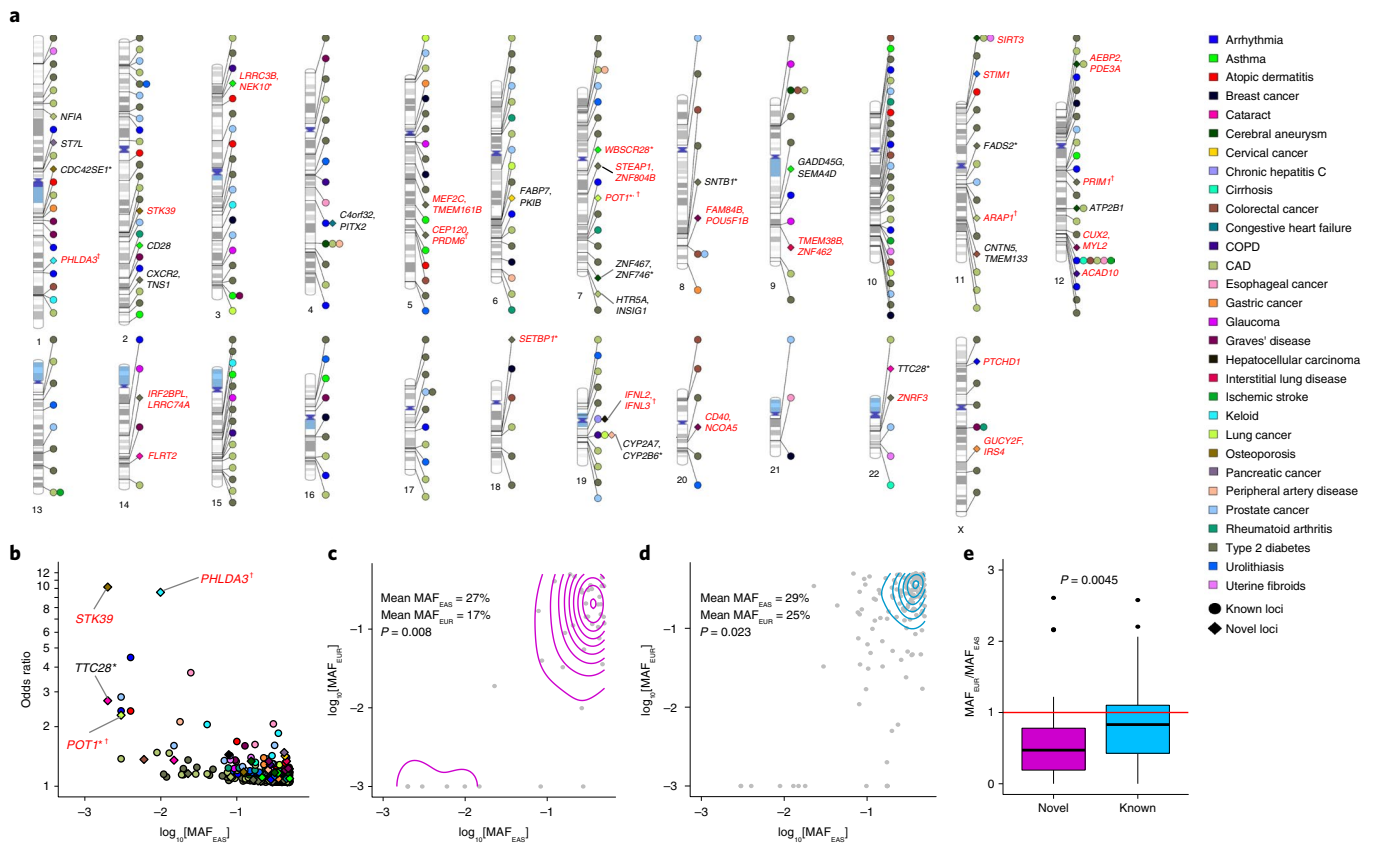 a
NFIA
ST7L
CDC42SE1*
PHLDA3†
1
STK39
CD28
CXCR2,
TNS1
2
LRRC3B,
NEK10*
3
C4orf32,
PITX2
4
MEF2C,
TMEM161B
CEP120,
PRDM6†
5
FABP7,
PKIB
6
WBSCR28*
STEAP1,
ZNF804B
POT1*,†
ZNF467,
ZNF746*
HTR5A,
INSIG1
7
SNTB1*
FAM84B,
POU5F1B
8
GADD45G,
SEMA4D
TMEM38B,
ZNF462
9
10
SIRT3
STIM1
FADS2*
ARAP1†
CNTN5,
TMEM133
11
AEBP2,
PDE3A
PRIM1†
ATP2B1
CUX2,
MYL2
ACAD10
12
13
IRF2BPL,
LRRC74A
FLRT2
14
15
16
17
SETBP1*
18
IFNL2,
IFNL3†
CYP2A7,
CYP2B6*
19
CD40,
NCOA5
20
21
TTC28*
ZNRF3
22
PTCHD1
GUCY2F,
IRS4
X
Arrhythmia
Asthma
Atopic dermatitis
Breast cancer
Cataract
Cerebral aneurysm
Cervical cancer
Chronic hepatitis C
Cirrhosis
Colorectal cancer
Congestive heart failure
COPD
CAD
Esophageal cancer
Gastric cancer
Glaucoma
Graves' disease
Hepatocellular carcinoma
Interstitial lung disease
Ischemic stroke
Keloid
Lung cancer
Osteoporosis
Pancreatic cancer
Peripheral artery disease
Prostate cancer
Rheumatoid arthritis
Type 2 diabetes
Urolithiasis
Uterine fibroids
Known loci
Novel loci
b
12
10
8
6
5
4
3
2
1
Odds ratio
STK39
PHLDA3†
TTC28*
POT1*†
−3
−2
−1
log10[MAFEAS]
c
Mean MAFEAS = 27%
Mean MAFEUR = 17%
P = 0.008
log10[MAFEUR]
−1
−2
−3
−3
−2
−1
log10[MAFEAS]
d
Mean MAFEAS = 29%
Mean MAFEUR = 25%
P = 0.023
log10[MAFEUR]
−1
−2
−3
−3
−2
−1
log10[MAFEAS]
e
P = 0.0045
MAFEUR/MAFEAS
3
2
1
0
Novel
Known